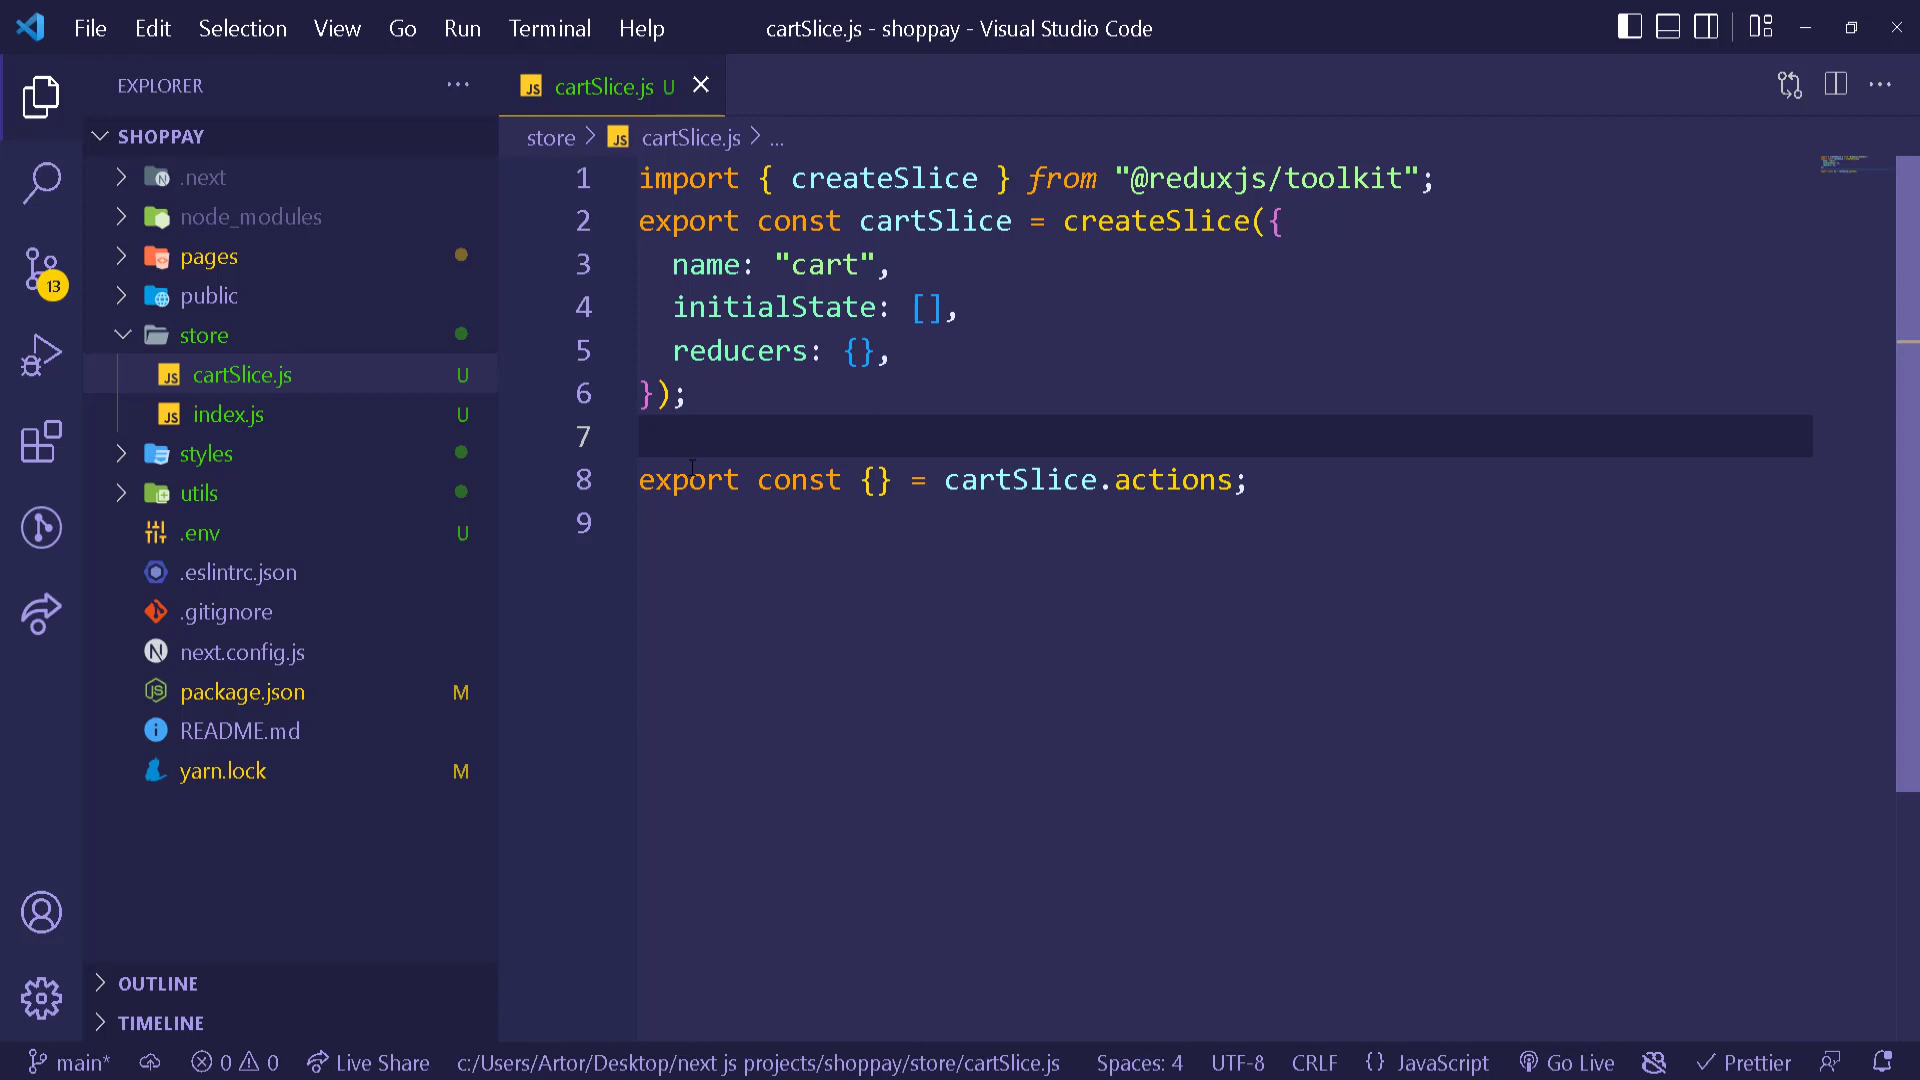 File Edit Selection View Go Run Terminal Help cartSlice.js - shoppay - Visual Studio Code
EXPLORER ...
SHOPPAY
.next
node_modules
pages
public
store
cartSlice.js U
index.js U
styles
utils
.env U
.eslintrc.json
.gitignore
next.config.js
package.json M
README.md
yarn.lock M
OUTLINE
TIMELINE
13
JS cartSlice.js U
store > JS cartSlice.js > ...
1 import { createSlice } from "@reduxjs/toolkit";
2 export const cartSlice = createSlice({
3 name: "cart",
4 initialState: [],
5 reducers: {},
6 });
7
8 export const {} = cartSlice.actions;
9
main* 0 0 Live Share c:/Users/Artor/Desktop/next js projects/shoppay/store/cartSlice.js Spaces: 4 UTF-8 CRLF {} JavaScript Go Live Prettier